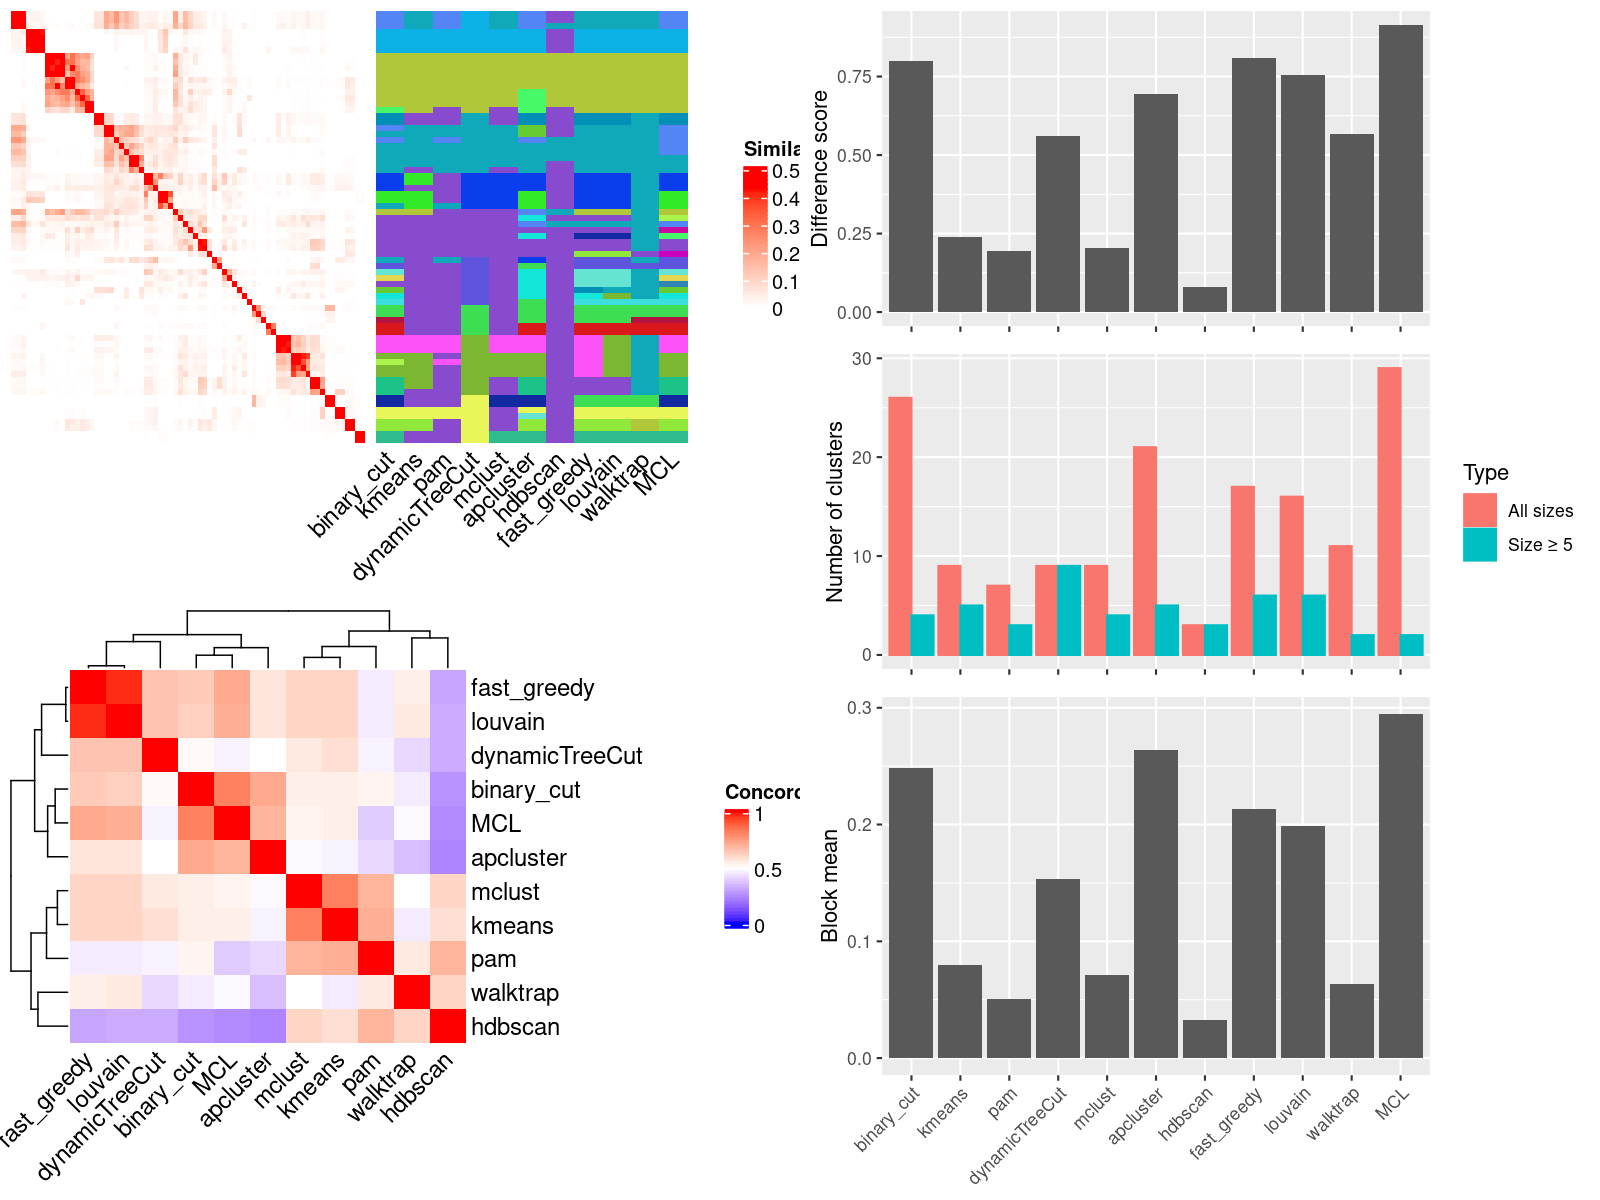 Simila
0.5
0.4
0.3
0.2
0.1
0
binary_cut
kmeans
pam
dynamicTreeCut
mclust
apcluster
hdbscan
fast_greedy
louvain
walktrap
MCL
Difference score
0.75
0.50
0.25
0.00
Number of clusters
30
20
10
0
Type
All sizes
Size ≥ 5
fast_greedy
louvain
dynamicTreeCut
binary_cut
MCL
apcluster
mclust
kmeans
pam
walktrap
hdbscan
fast_greedy
louvain
dynamicTreeCut
binary_cut
MCL
apcluster
mclust
kmeans
pam
walktrap
hdbscan
Concord
1
0.5
0
Block mean
0.3
0.2
0.1
0.0
binary_cut
kmeans
pam
dynamicTreeCut
mclust
apcluster
hdbscan
fast_greedy
louvain
walktrap
MCL